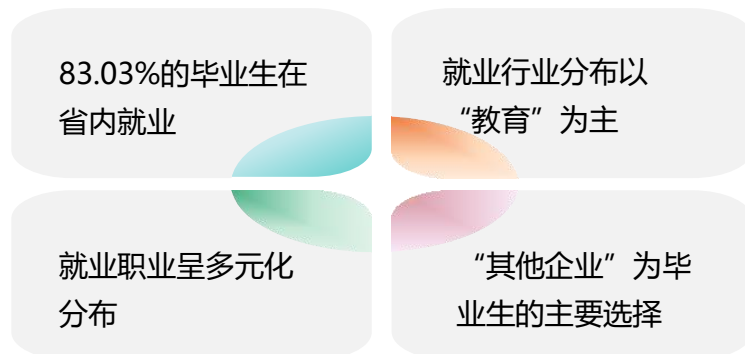 83.03%的毕业生在
省内就业
就业行业分布以
“教育”为主
就业职业呈多元化
分布
“其他企业”为毕
业生的主要选择